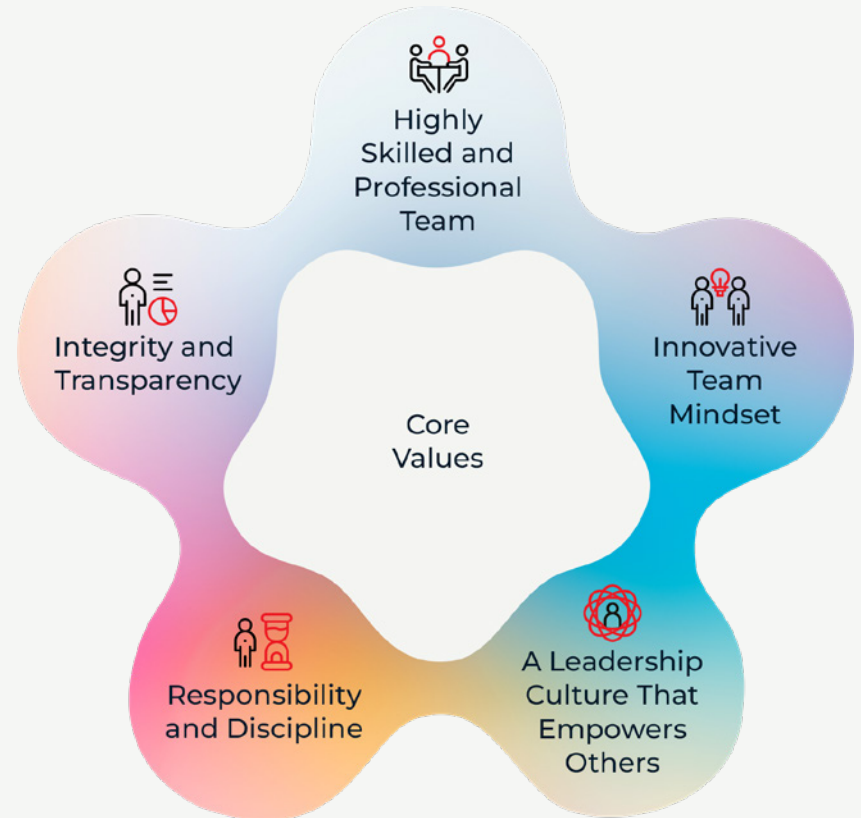 Highly
Skilled and
Professional
Team
Integrity and
Transparency
Innovative
Team
Mindset
Core
Values
Responsibility
and Discipline
A Leadership
Culture That
Empowers
Others